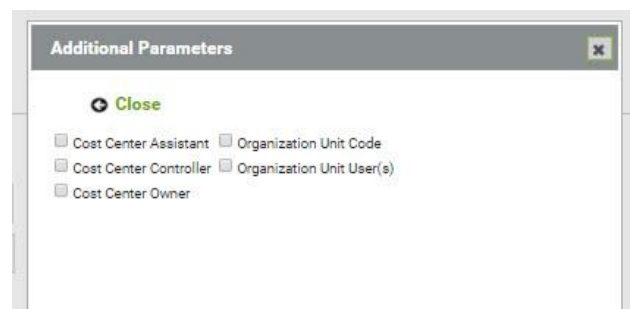 Additional Parameters
Close
Cost Center Assistant Organization Unit Code
Cost Center Controller Organization Unit User(s)
Cost Center Owner